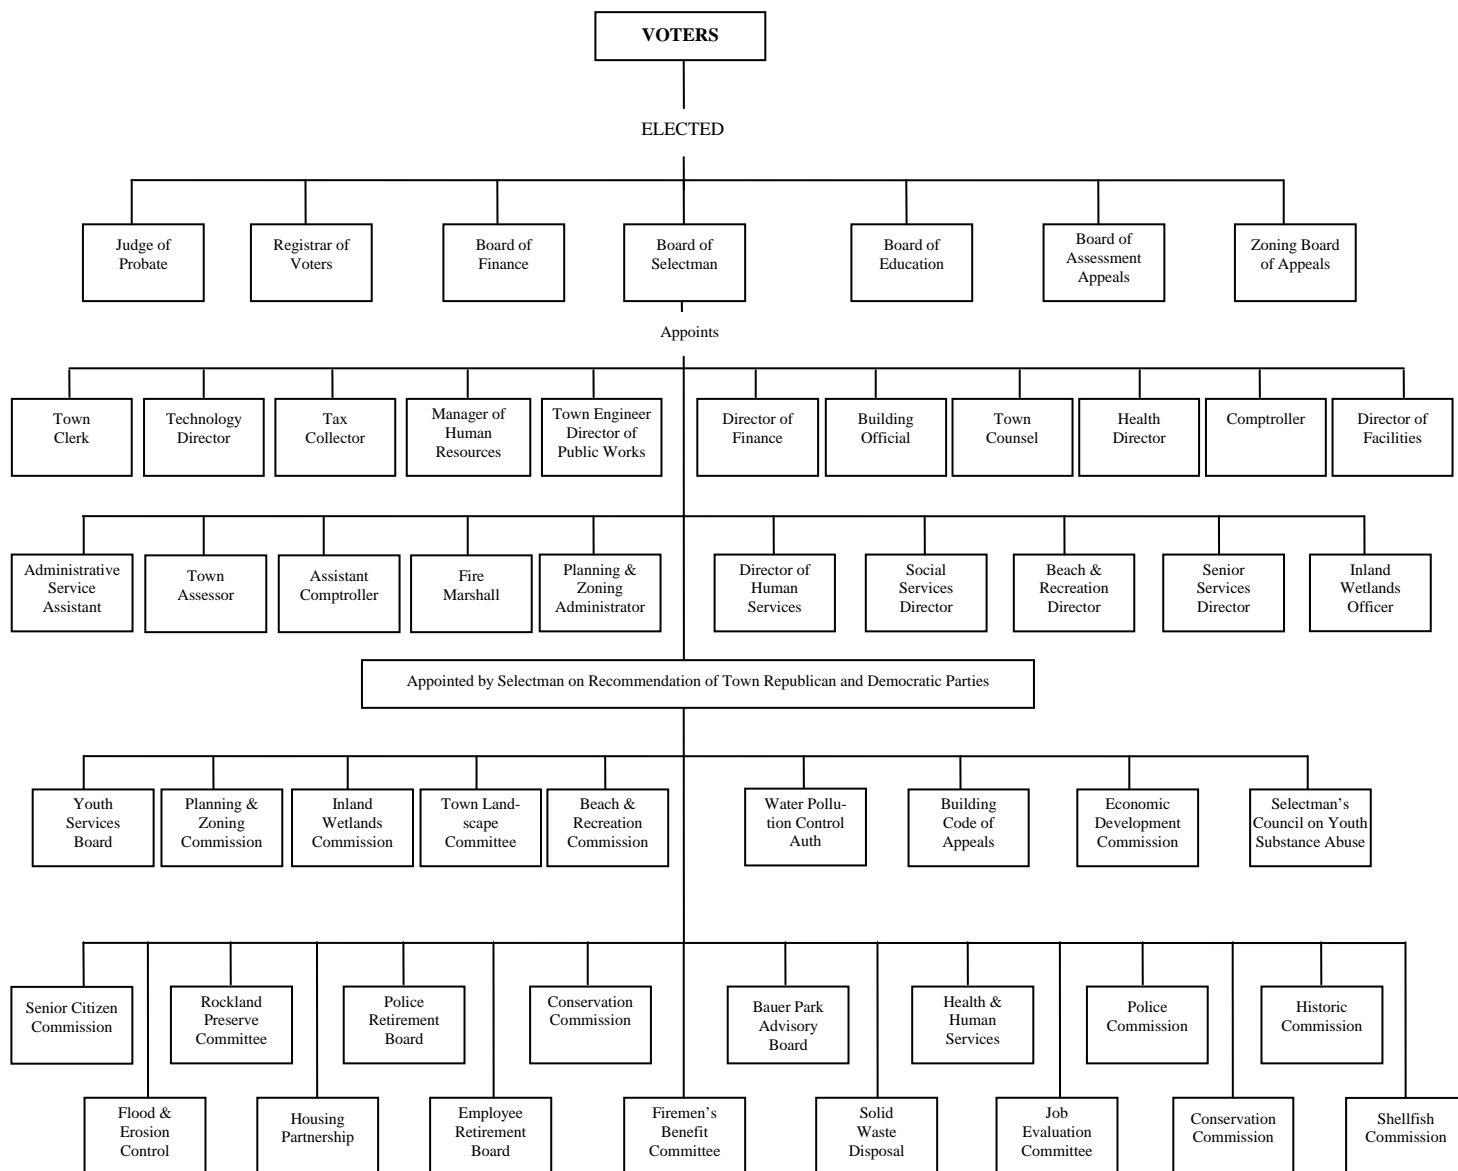 VOTERS
ELECTED
Judge of
Probate
Registrar of
Voters
Board of
Finance
Board of
Selectman
Board of
Education
Board of
Assessment
Appeals
Zoning Board
of Appeals
Appoints
Town
Clerk
Technology
Director
Tax
Collector
Manager of
Human
Resources
Town Engineer
Director of
Public Works
Director of
Finance
Building
Official
Town
Counsel
Health
Director
Comptroller
Director of
Facilities
Administrative
Service
Assistant
Town
Assessor
Assistant
Comptroller
Fire
Marshall
Planning &
Zoning
Administrator
Director of
Human
Services
Social
Services
Director
Beach &
Recreation
Director
Senior
Services
Director
Inland
Wetlands
Officer
Appointed by Selectman on Recommendation of Town Republican and Democratic Parties
Youth
Services
Board
Planning &
Zoning
Commission
Inland
Wetlands
Commission
Town Land-
scape
Committee
Beach &
Recreation
Commission
Water Pollu-
tion Control
Auth
Building
Code of
Appeals
Economic
Development
Commission
Selectman's
Council on Youth
Substance Abuse
Senior Citizen
Commission
Rockland
Preserve
Committee
Police
Retirement
Board
Conservation
Commission
Bauer Park
Advisory
Board
Health &
Human
Services
Police
Commission
Historic
Commission
Flood &
Erosion
Control
Housing
Partnership
Employee
Retirement
Board
Firemen's
Benefit
Committee
Solid
Waste
Disposal
Job
Evaluation
Committee
Conservation
Commission
Shellfish
Commission